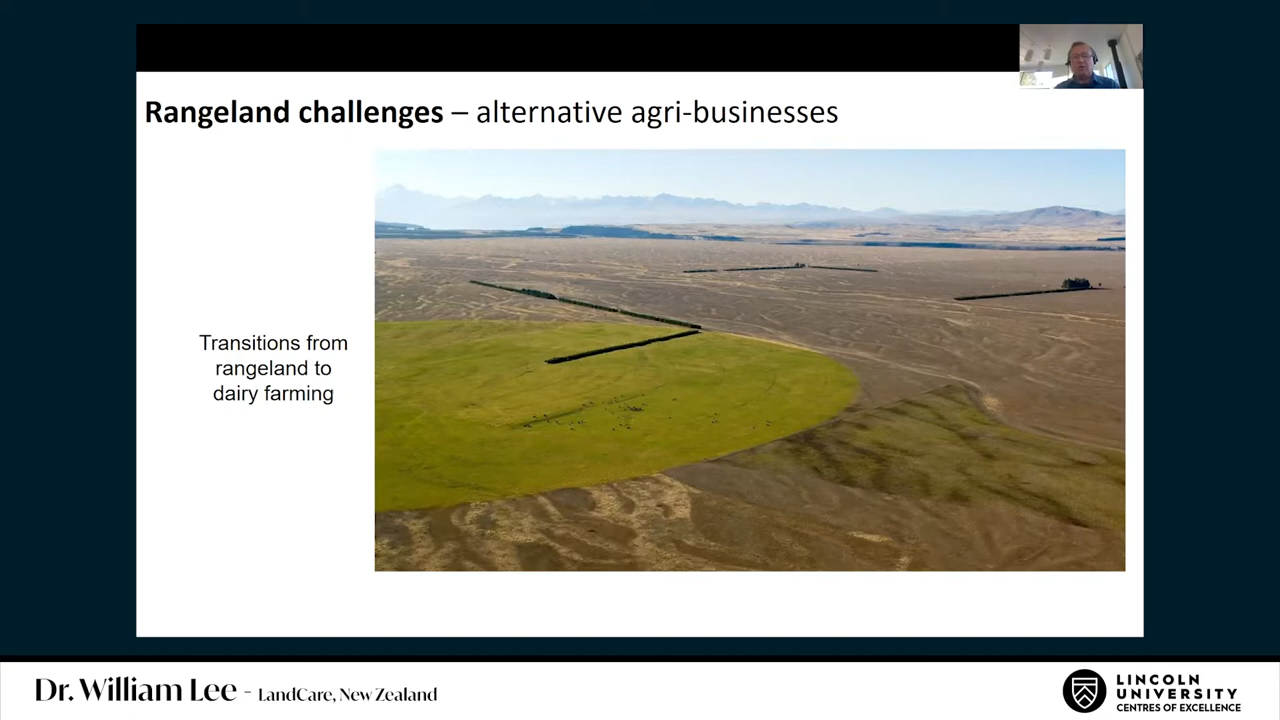 Rangeland challenges – alternative agri-businesses
Transitions from
rangeland to
dairy farming
Dr. William Lee - LandCare, New Zealand
LINCOLN
UNIVERSITY
CENTRES OF EXCELLENCE